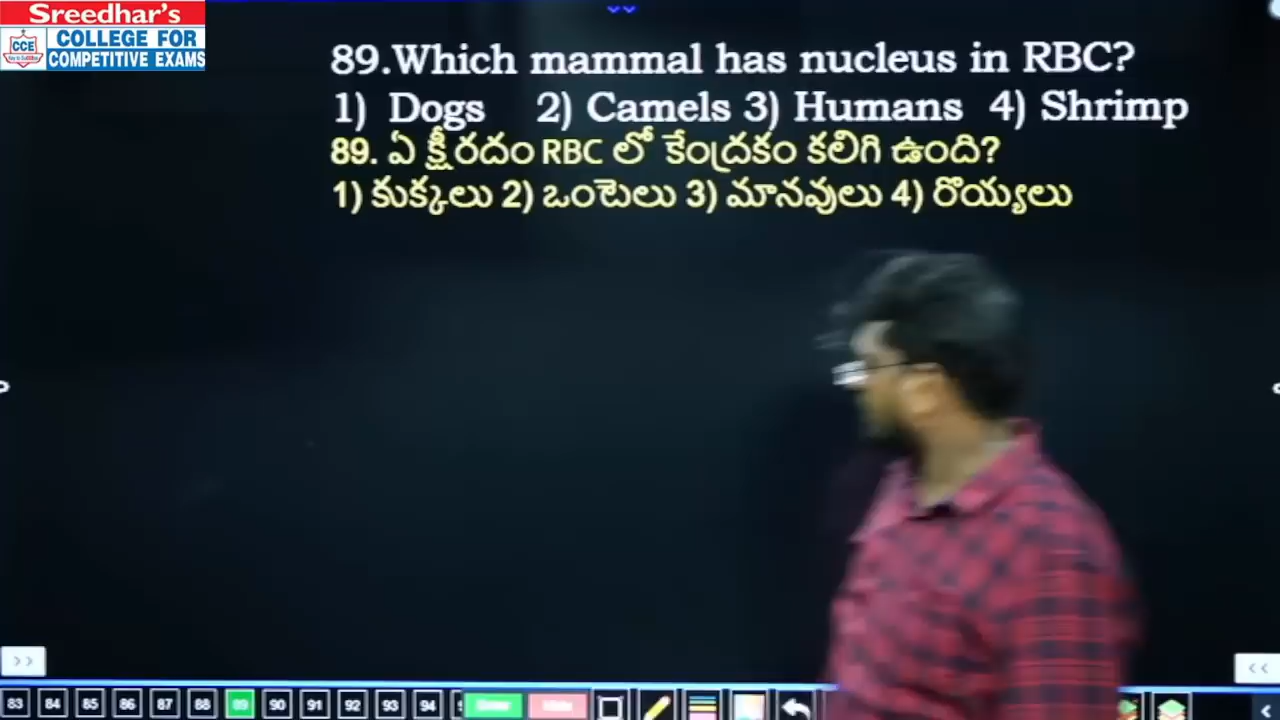 Sreedhar's
CCE
COLLEGE FOR
COMPETITIVE EXAMS
89.Which mammal has nucleus in RBC?
1) Dogs 2) Camels 3) Humans 4) Shrimp
89. ఏ క్షీరదం RBC లో కేంద్రకం కలిగి ఉంది?
1) కుక్కలు 2) ఒంటెలు 3) మానవులు 4) రొయ్యలు
>> <<
83 84 85 86 87 88 89 90 91 92 93 94